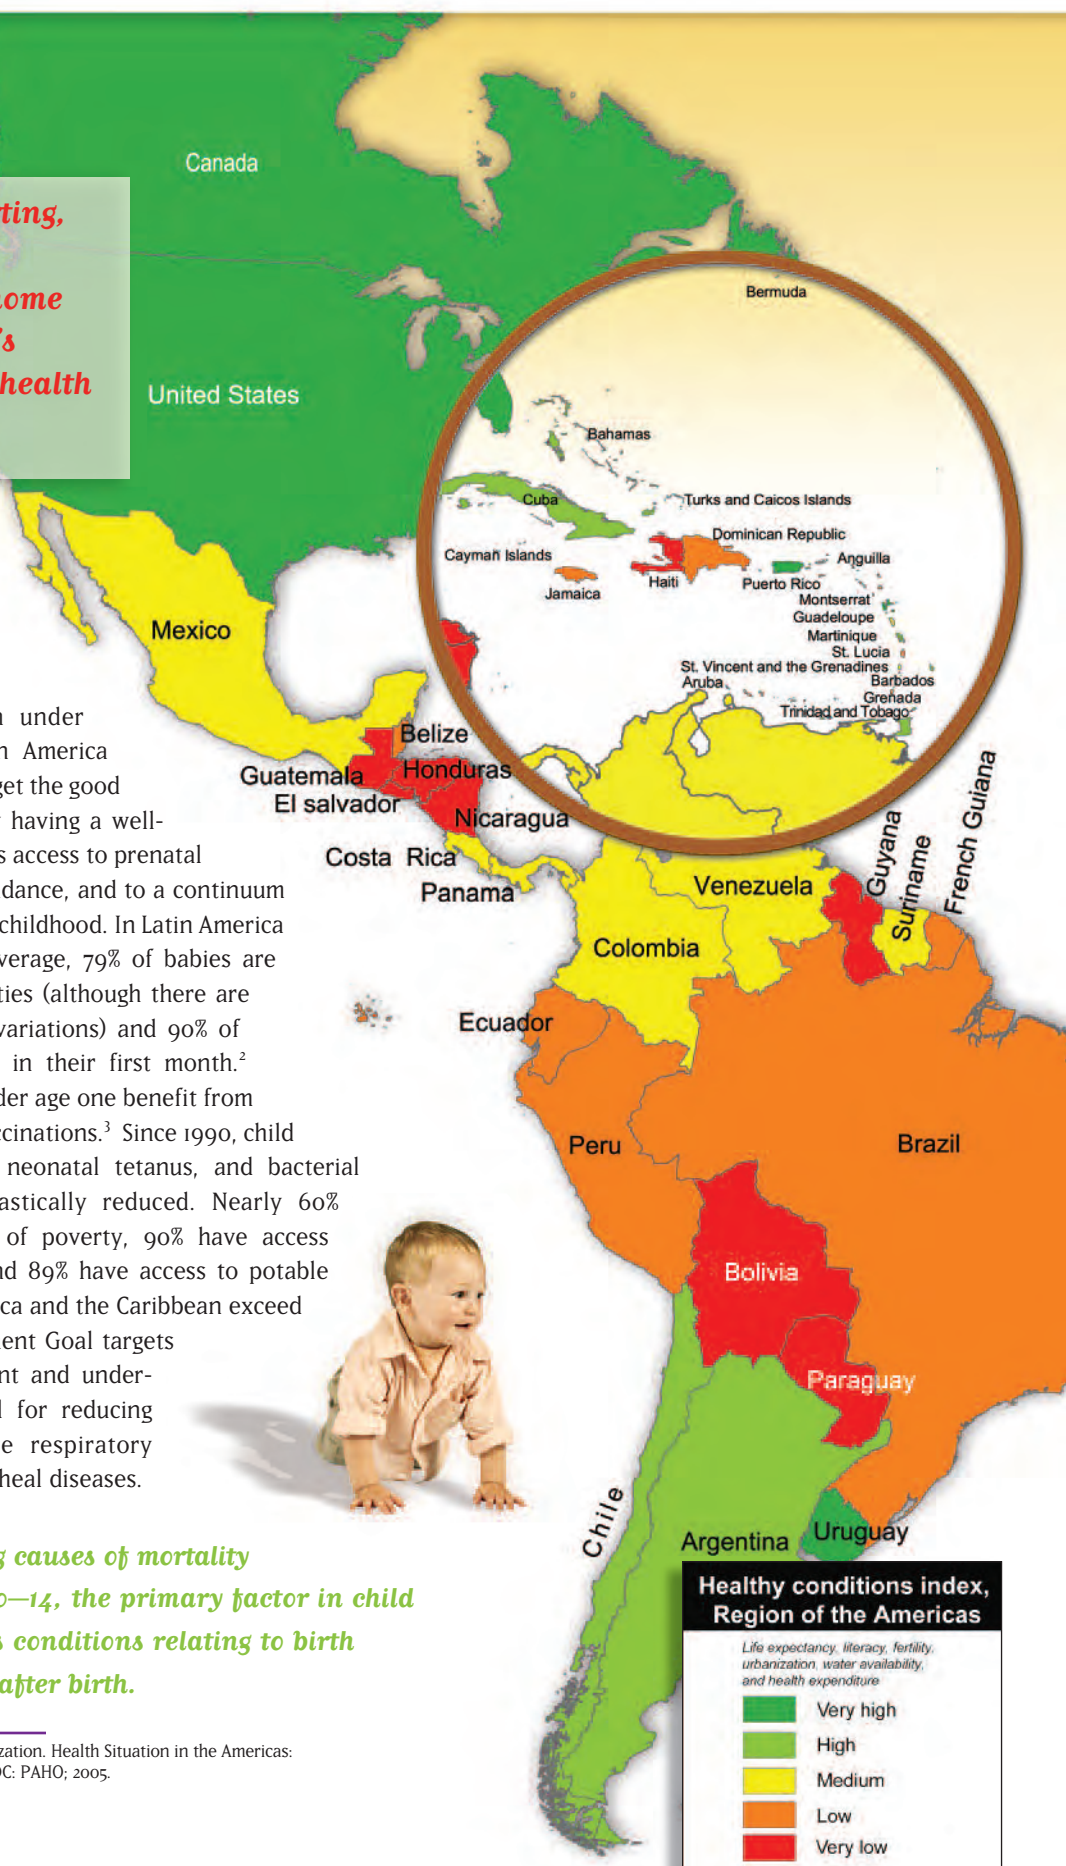 Canada
ting,
ome
's
health
United States
Bermuda
Bahamas
Cuba
Turks and Caicos Islands
Dominican Republic
Cayman Islands
Haiti
Jamaica
Puerto Rico
Anguilla
Montserrat
Guadeloupe
Martinique
St. Lucia
St. Vincent and the Grenadines
Aruba
Barbados
Grenada
Trinidad and Tobago
Mexico
Belize
Guatemala
Honduras
El salvador
Nicaragua
Costa Rica
Panama
Venezuela
Guyana
Suriname
French Guiana
Colombia
Ecuador
Peru
Brazil
Bolivia
Paraguay
Chile
Argentina
Uruguay
under
America
get the good
having a well-
s access to prenatal
dance, and to a continuum
childhood. In Latin America
verage, 79% of babies are
ties (although there are
variations) and 90% of
in their first month.²
der age one benefit from
ccinations.³ Since 1990, child
neonatal tetanus, and bacterial
astically reduced. Nearly 60%
of poverty, 90% have access
nd 89% have access to potable
ca and the Caribbean exceed
ent Goal targets
nt and under-
for reducing
e respiratory
heal diseases.
g causes of mortality
0–14, the primary factor in child
s conditions relating to birth
after birth.
zation. Health Situation in the Americas:
DC: PAHO; 2005.
Healthy conditions index,
Region of the Americas
Life expectancy, literacy, fertility,
urbanization, water availability,
and health expenditure
Very high
High
Medium
Low
Very low